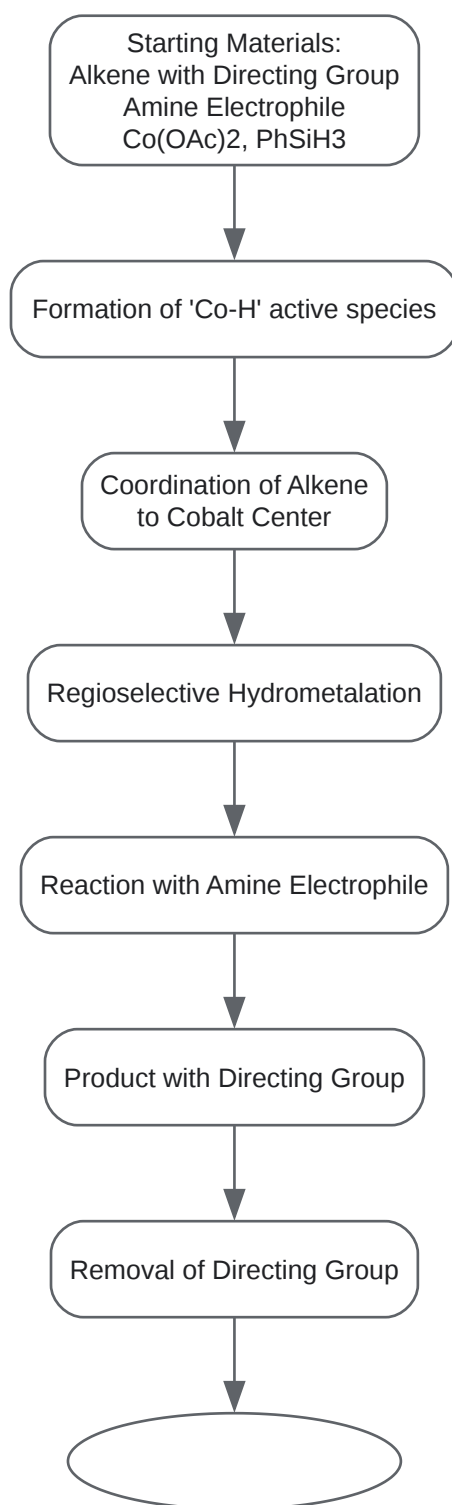 Starting Materials:
Alkene with Directing Group
Amine Electrophile
Co(OAc)2, PhSiH3
Formation of 'Co-H' active species
Coordination of Alkene
to Cobalt Center
Regioselective Hydrometalation
Reaction with Amine Electrophile
Product with Directing Group
Removal of Directing Group